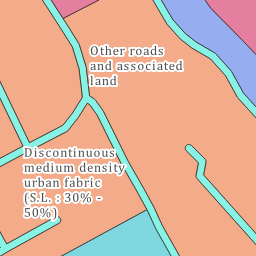 Other roads
and associated
land
Discontinuous
medium density
urban fabric
(S.L. : 30% -
50%)